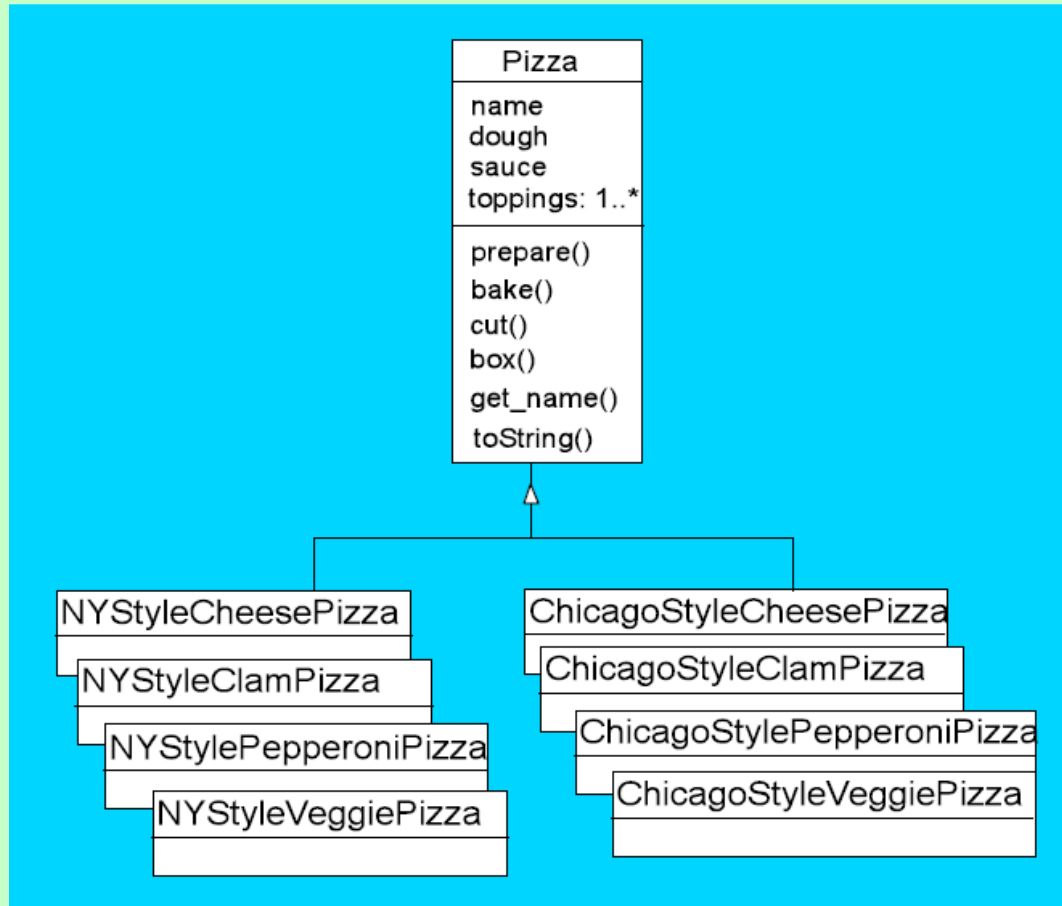 Pizza
name
dough
sauce
toppings: 1..*
prepare()
bake()
cut()
box()
get_name()
toString()
NYStyleCheesePizza
NYStyleClamPizza
NYStylePepperoniPizza
NYStyleVeggiePizza
ChicagoStyleCheesePizza
ChicagoStyleClamPizza
ChicagoStylePepperoniPizza
ChicagoStyleVeggiePizza